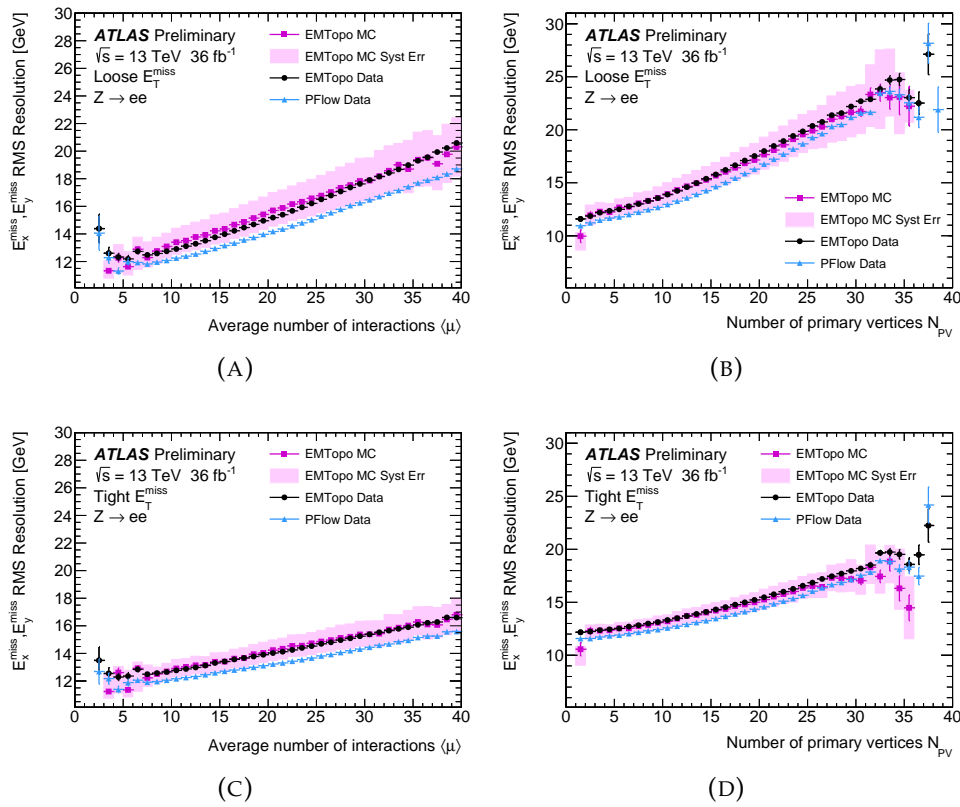 E_x^miss,E_y^miss RMS Resolution [GeV]
30
28
26
24
22
20
18
16
14
12
ATLAS Preliminary
√s = 13 TeV 36 fb⁻¹
Loose E_T^miss
Z → ee
EMTopo MC
EMTopo MC Syst Err
EMTopo Data
PFlow Data
0 5 10 15 20 25 30 35 40
Average number of interactions ⟨μ⟩
(A)
E_x^miss,E_y^miss RMS Resolution [GeV]
30
25
20
15
10
ATLAS Preliminary
√s = 13 TeV 36 fb⁻¹
Loose E_T^miss
Z → ee
EMTopo MC
EMTopo MC Syst Err
EMTopo Data
PFlow Data
0 5 10 15 20 25 30 35 40
Number of primary vertices N_PV
(B)
E_x^miss,E_y^miss RMS Resolution [GeV]
30
28
26
24
22
20
18
16
14
12
ATLAS Preliminary
√s = 13 TeV 36 fb⁻¹
Tight E_T^miss
Z → ee
EMTopo MC
EMTopo MC Syst Err
EMTopo Data
PFlow Data
0 5 10 15 20 25 30 35 40
Average number of interactions ⟨μ⟩
(C)
E_x^miss,E_y^miss RMS Resolution [GeV]
30
25
20
15
10
ATLAS Preliminary
√s = 13 TeV 36 fb⁻¹
Tight E_T^miss
Z → ee
EMTopo MC
EMTopo MC Syst Err
EMTopo Data
PFlow Data
0 5 10 15 20 25 30 35 40
Number of primary vertices N_PV
(D)